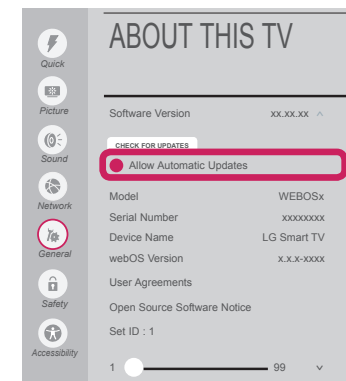 ABOUT THIS TV
Quick
Picture
Sound
Network
General
Safety
Accessibility
Software Version xx.xx.xx
CHECK FOR UPDATES
Allow Automatic Updates
Model WEBOSx
Serial Number xxxxxxxx
Device Name LG Smart TV
webOS Version x.x.x-xxxx
User Agreements
Open Source Software Notice
Set ID : 1
1 99